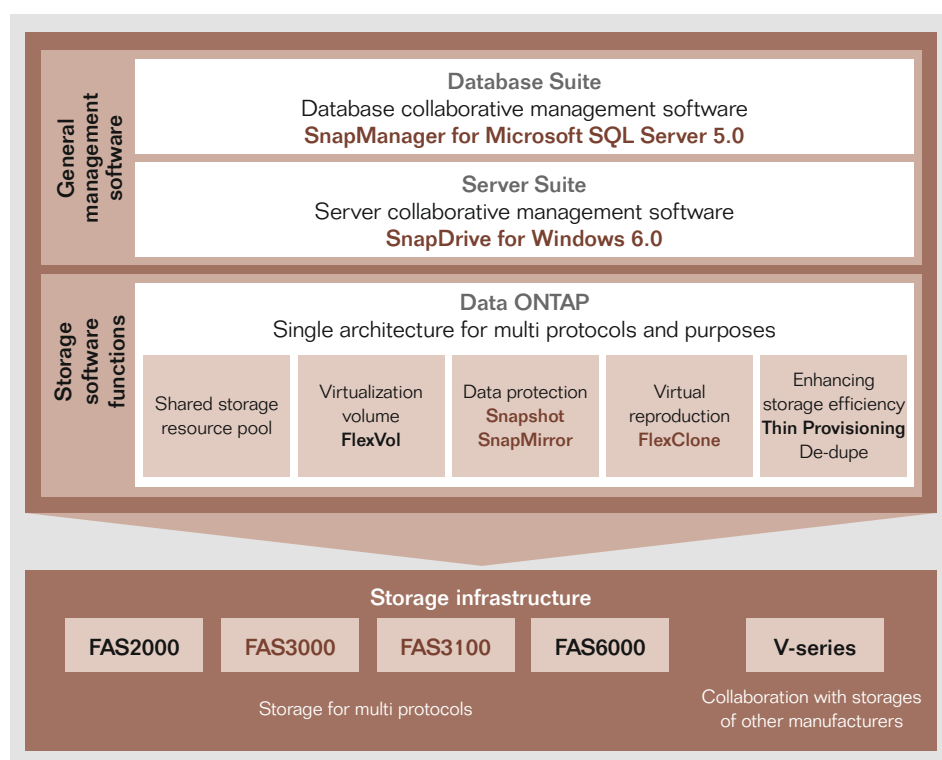 General
management
software
Database Suite
Database collaborative management software
SnapManager for Microsoft SQL Server 5.0
Server Suite
Server collaborative management software
SnapDrive for Windows 6.0
Storage
software
functions
Data ONTAP
Single architecture for multi protocols and purposes
Shared storage
resource pool
Virtualization
volume
FlexVol
Data protection
Snapshot
SnapMirror
Virtual
reproduction
FlexClone
Enhancing
storage efficiency
Thin Provisioning
De-dupe
Storage infrastructure
FAS2000
FAS3000
FAS3100
FAS6000
V-series
Storage for multi protocols
Collaboration with storages
of other manufacturers